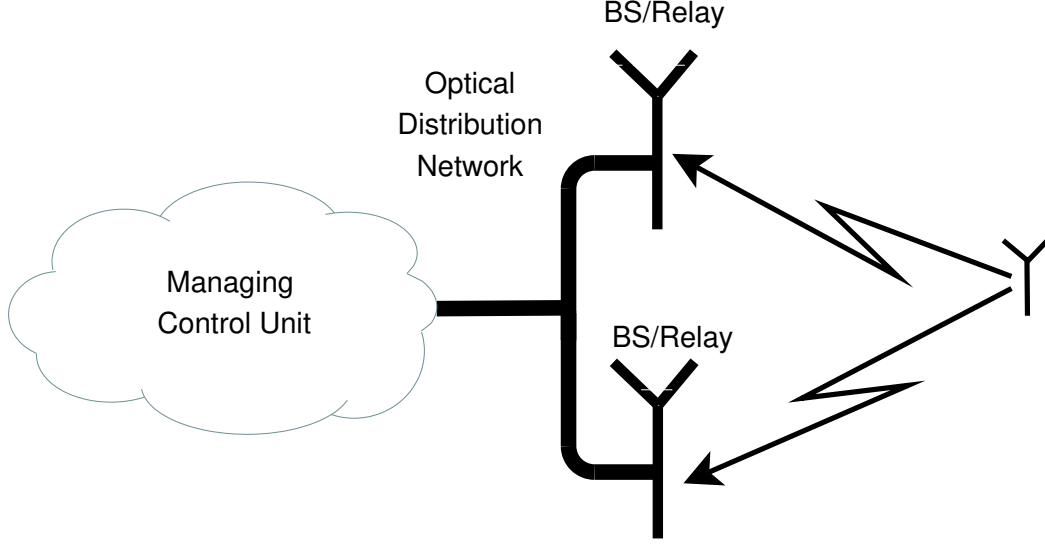 BS/Relay
Optical
Distribution
Network
Managing
Control Unit
BS/Relay